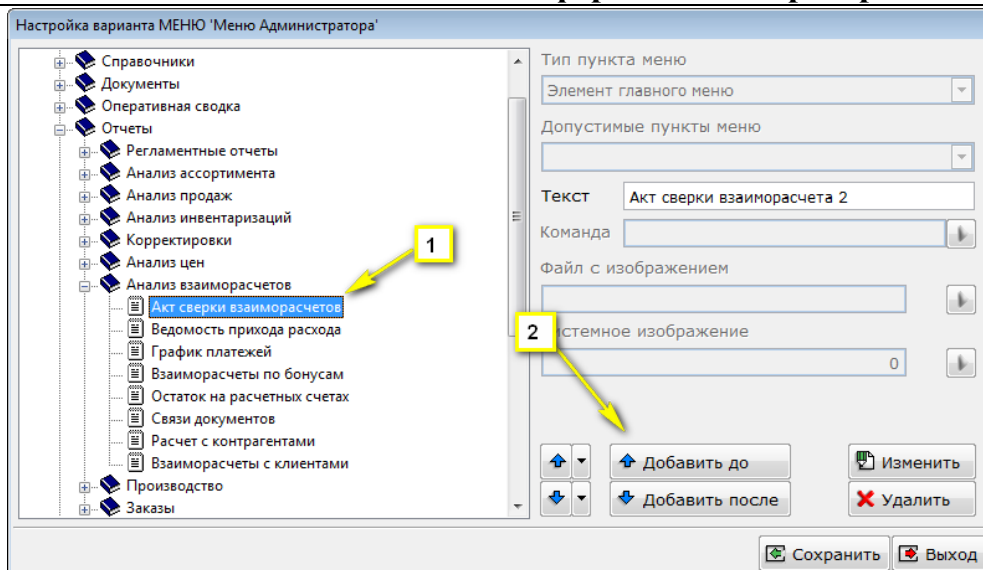 Настройка варианта МЕНЮ 'Меню Администратора'
Справочники
Документы
Оперативная сводка
Отчеты
Регламентные отчеты
Анализ ассортимента
Анализ продаж
Анализ инвентаризаций
Корректировки
Анализ цен
Анализ взаиморасчетов
Акт сверки взаиморасчетов
Ведомость прихода расхода
График платежей
Взаиморасчеты по бонусам
Остаток на расчетных счетах
Связи документов
Расчет с контрагентами
Взаиморасчеты с клиентами
Производство
Заказы
1
Тип пункта меню
Элемент главного меню
Допустимые пункты меню
Текст Акт сверки взаиморасчета 2
Команда
Файл с изображением
2
истемное изображение
0
Добавить до Изменить
Добавить после Удалить
Сохранить Выход